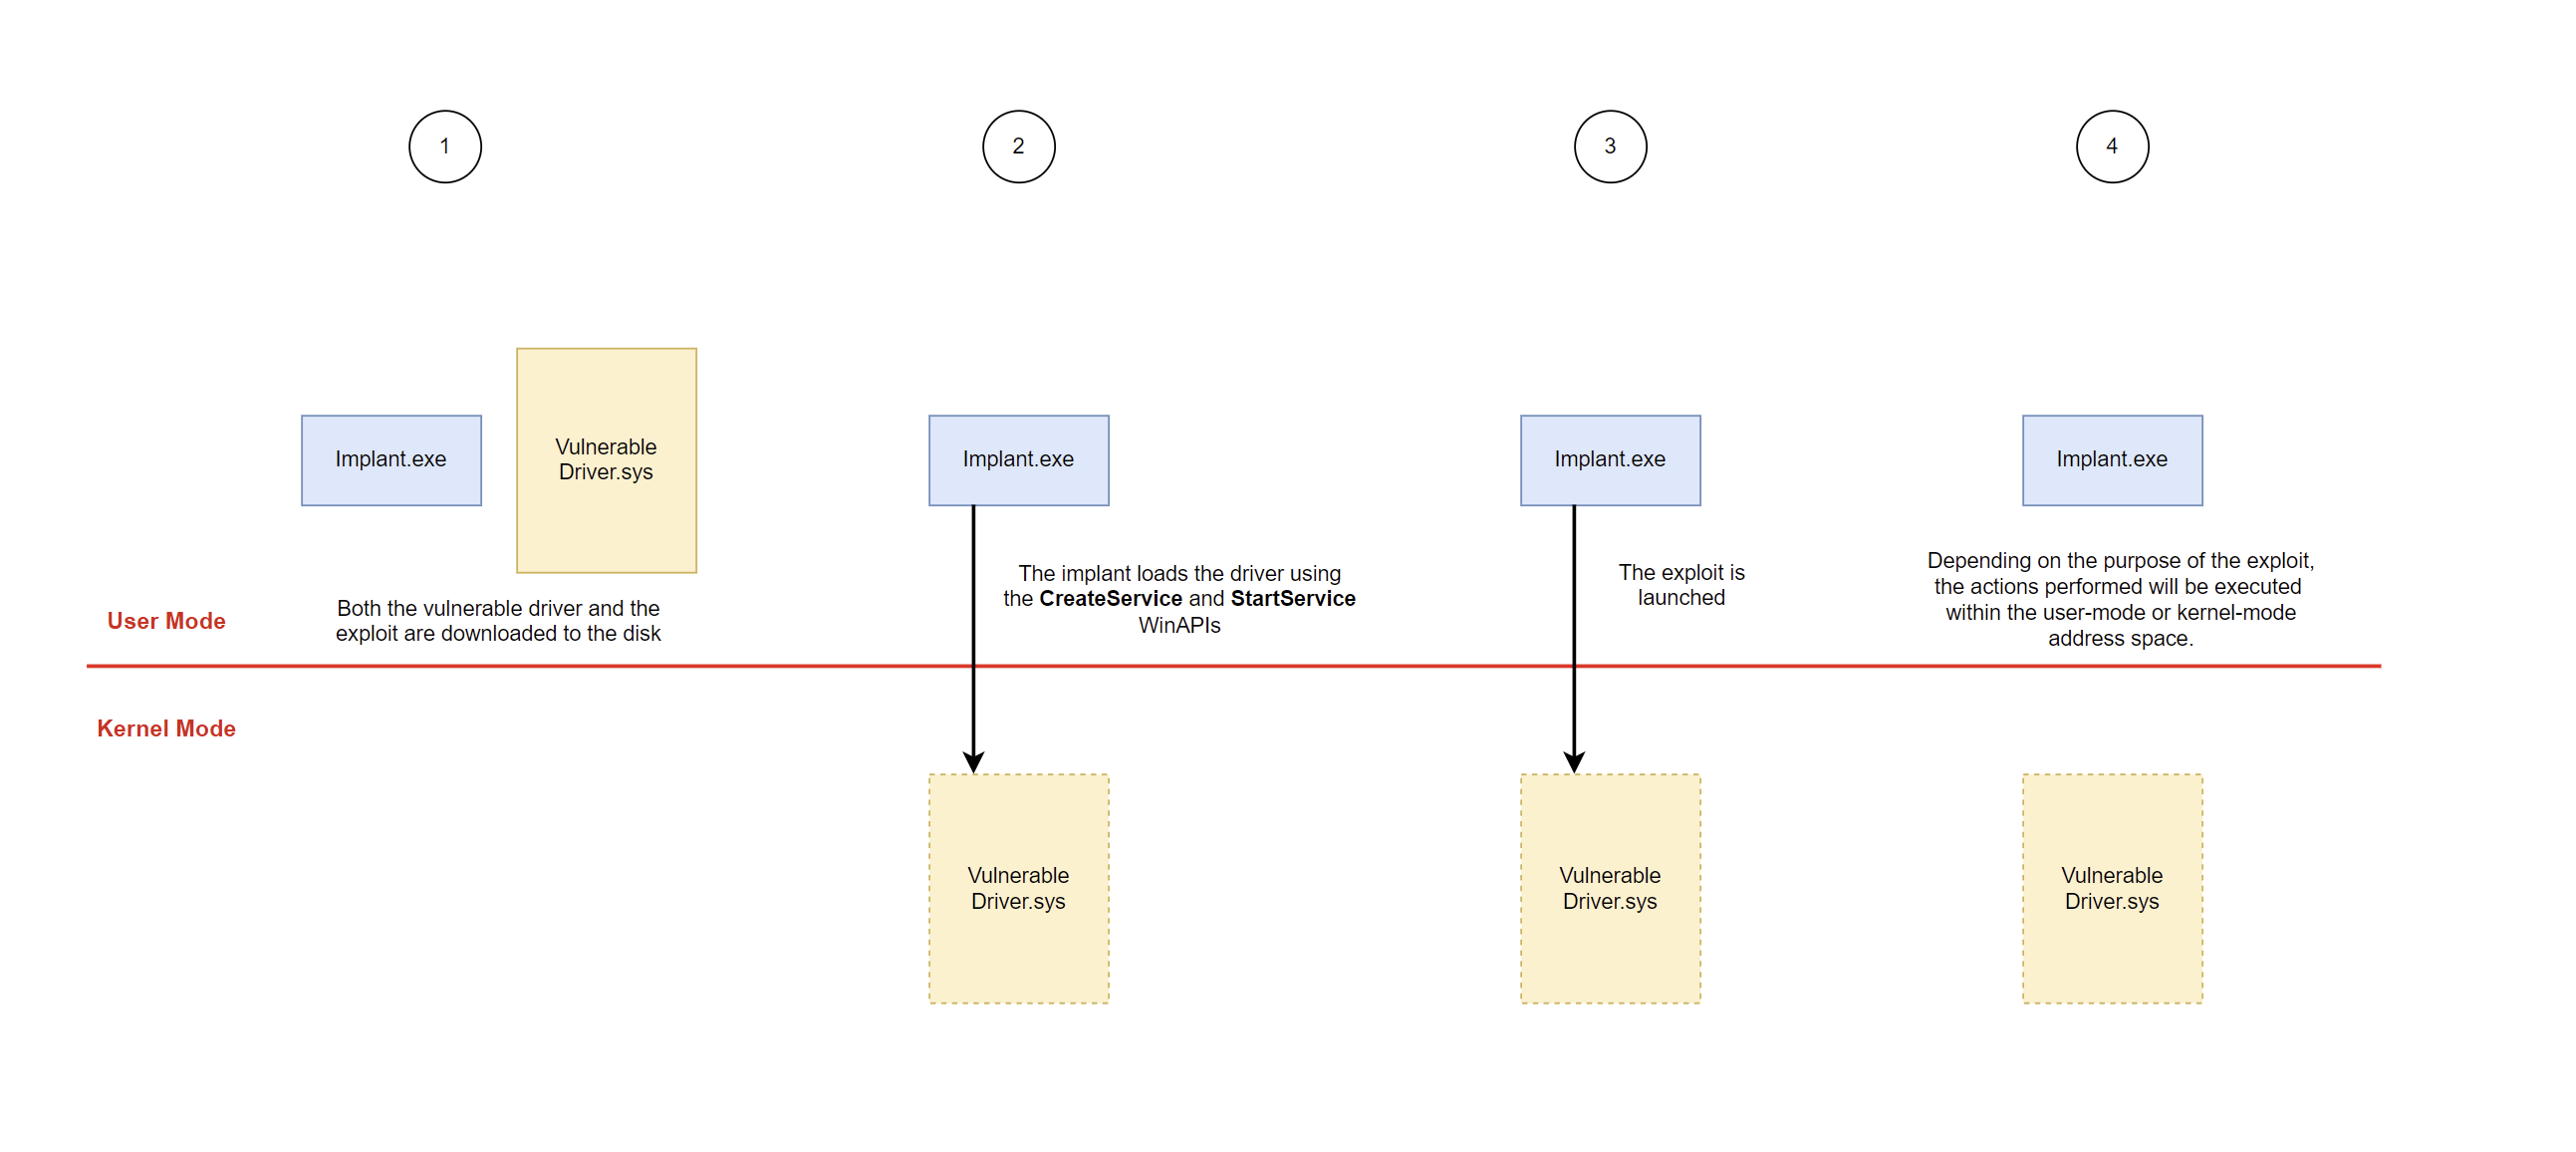 1
2
3
4
Implant.exe
Vulnerable
Driver.sys
Both the vulnerable driver and the
exploit are downloaded to the disk
Implant.exe
The implant loads the driver using
the CreateService and StartService
WinAPIs
Implant.exe
The exploit is
launched
Implant.exe
Depending on the purpose of the exploit,
the actions performed will be executed
within the user-mode or kernel-mode
address space.
User Mode
Kernel Mode
Vulnerable
Driver.sys
Vulnerable
Driver.sys
Vulnerable
Driver.sys